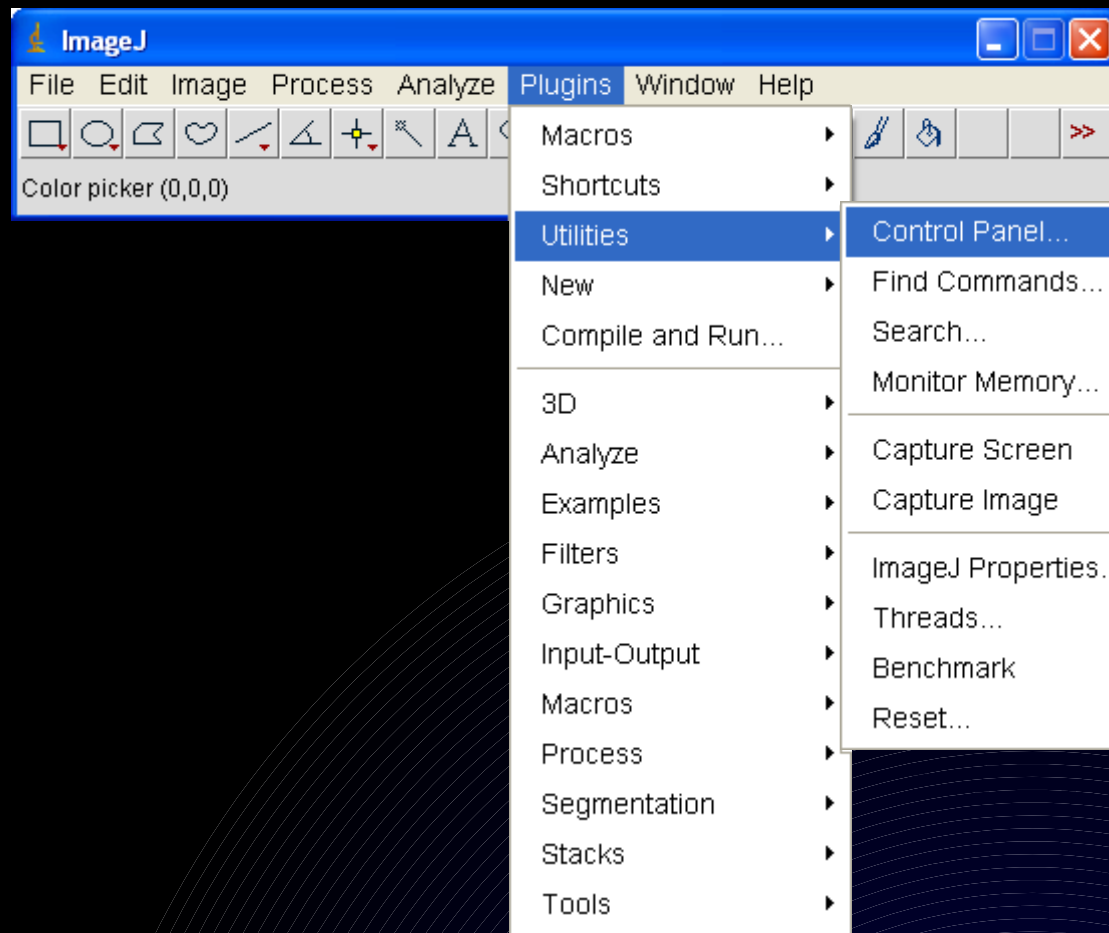 ImageJ
File Edit Image Process Analyze Plugins Window Help
A
>>
Color picker (0,0,0)
Macros
Shortcuts
Utilities
New
Compile and Run...
3D
Analyze
Examples
Filters
Graphics
Input-Output
Macros
Process
Segmentation
Stacks
Tools
Control Panel...
Find Commands...
Search...
Monitor Memory...
Capture Screen
Capture Image
ImageJ Properties.
Threads...
Benchmark
Reset...